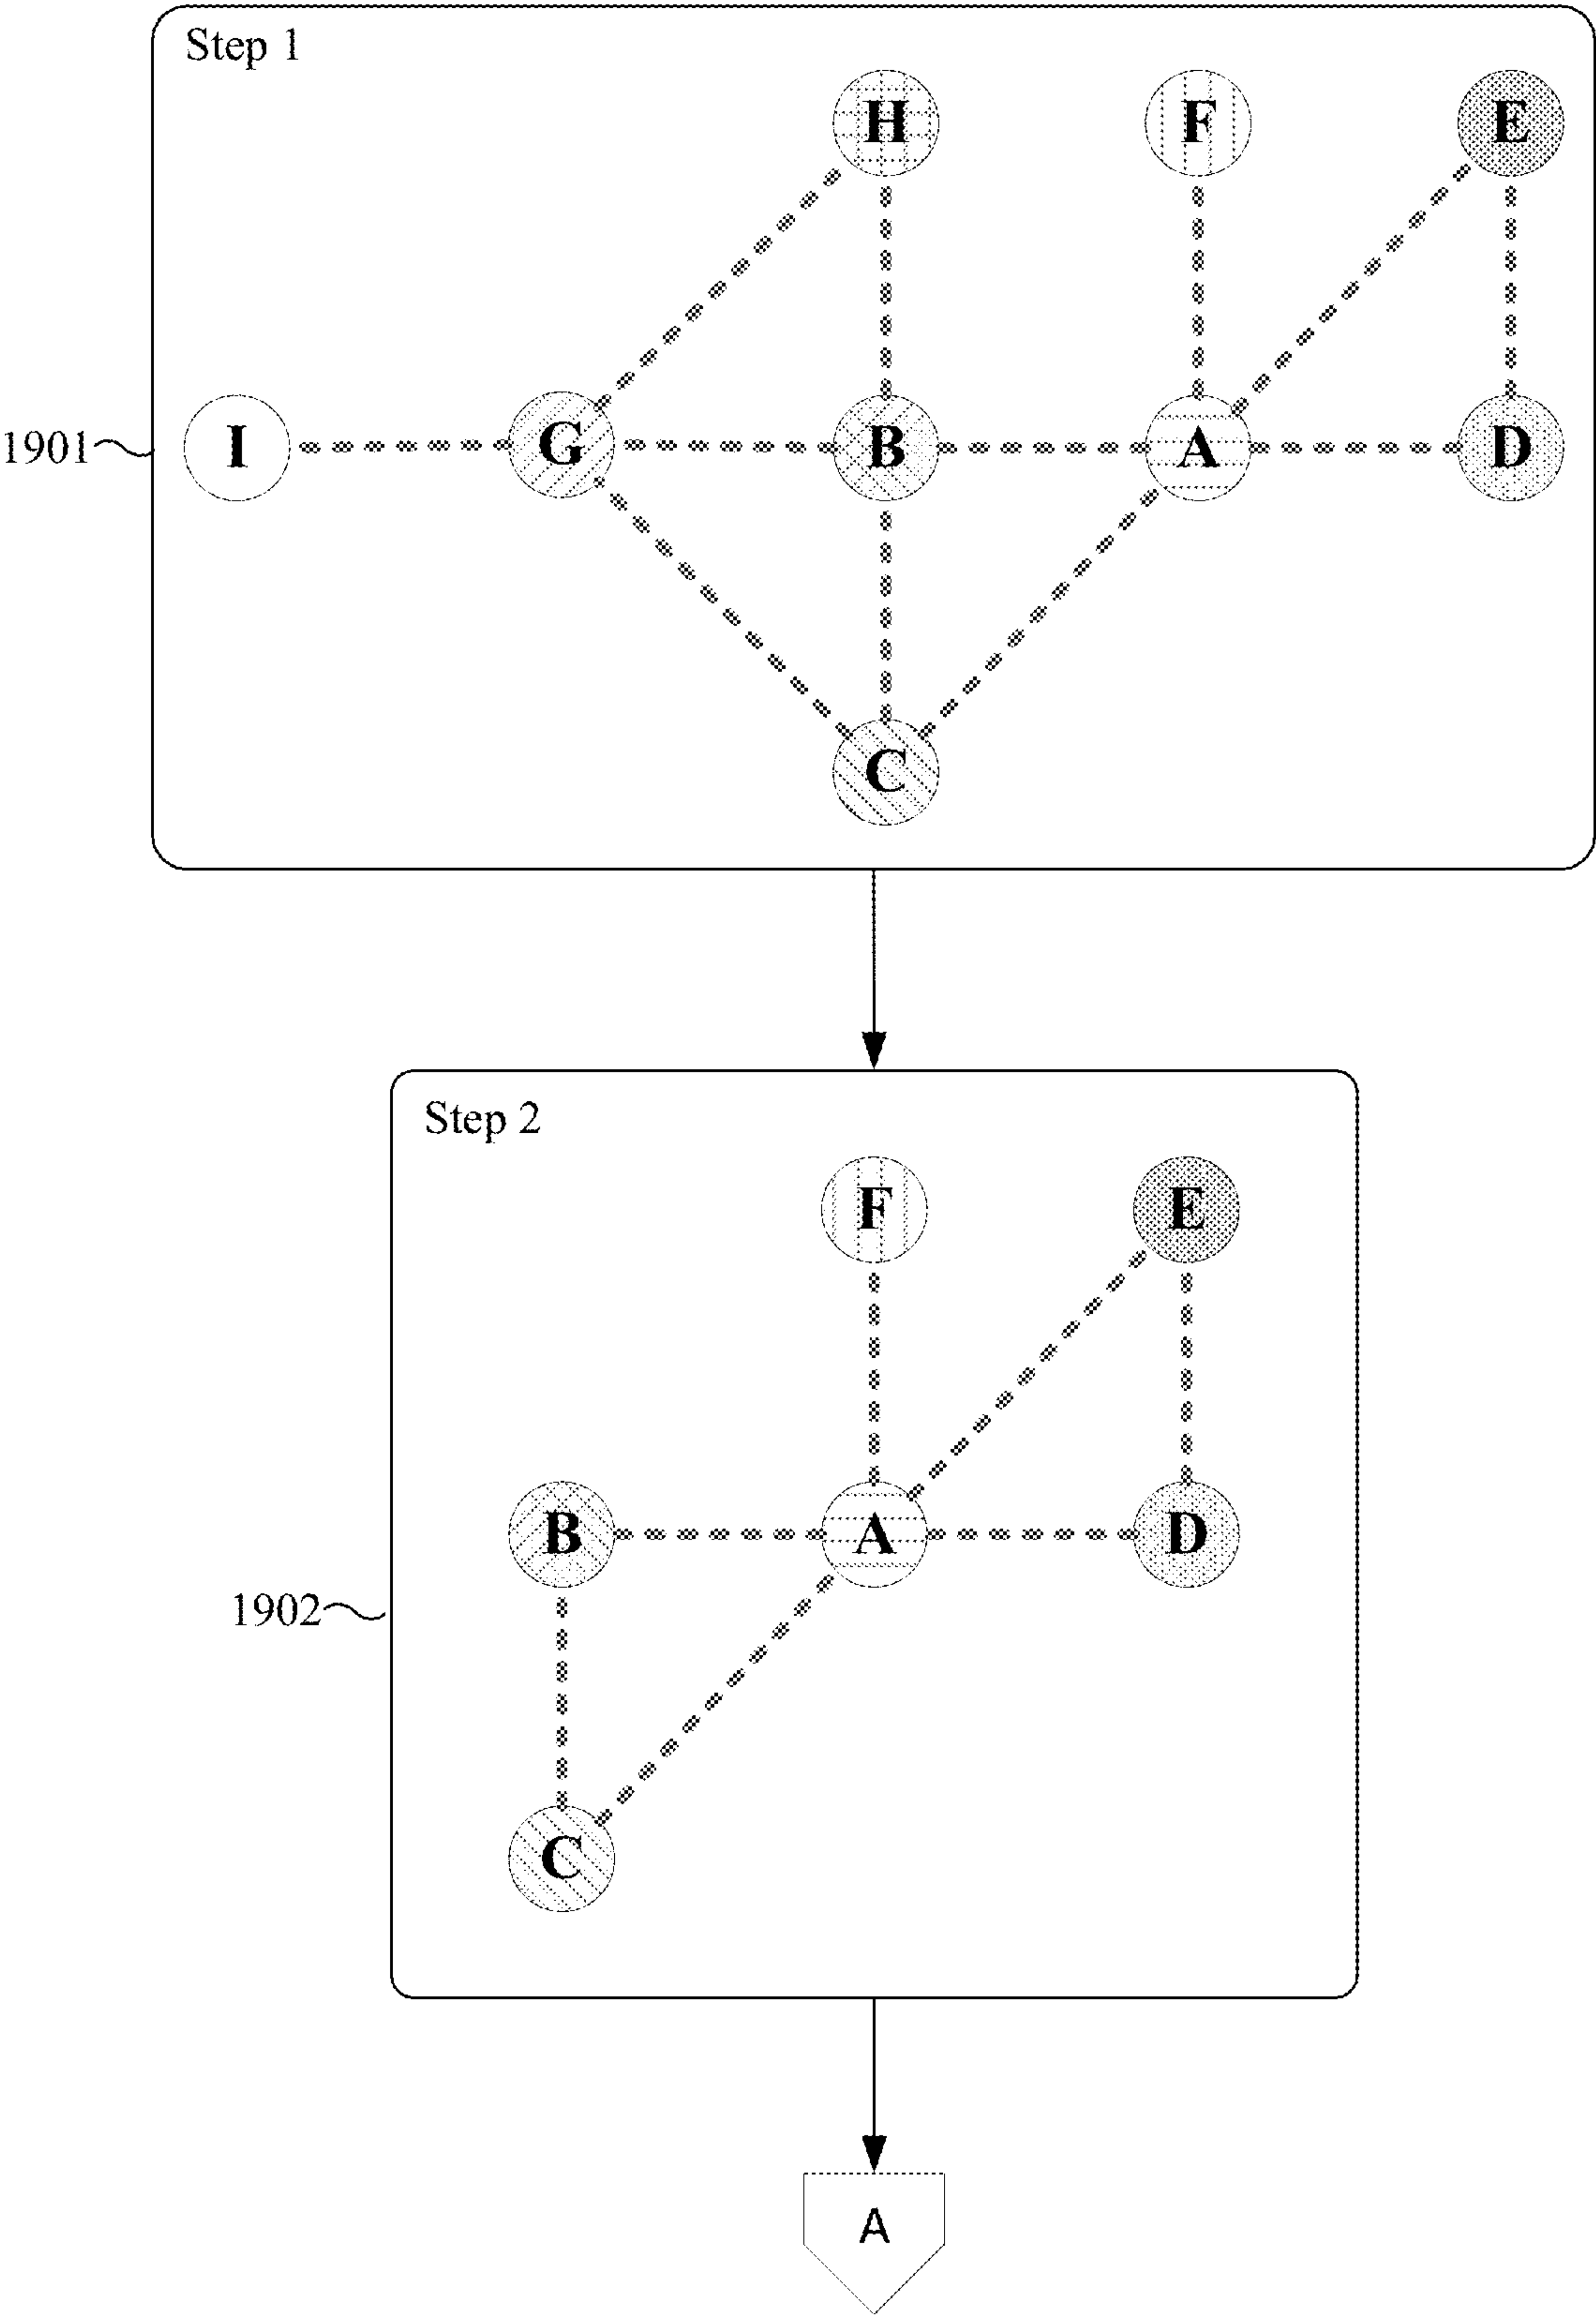 Step 1
H F E
1901 I G B A D
C
Step 2
F E
B A D
1902
C
A